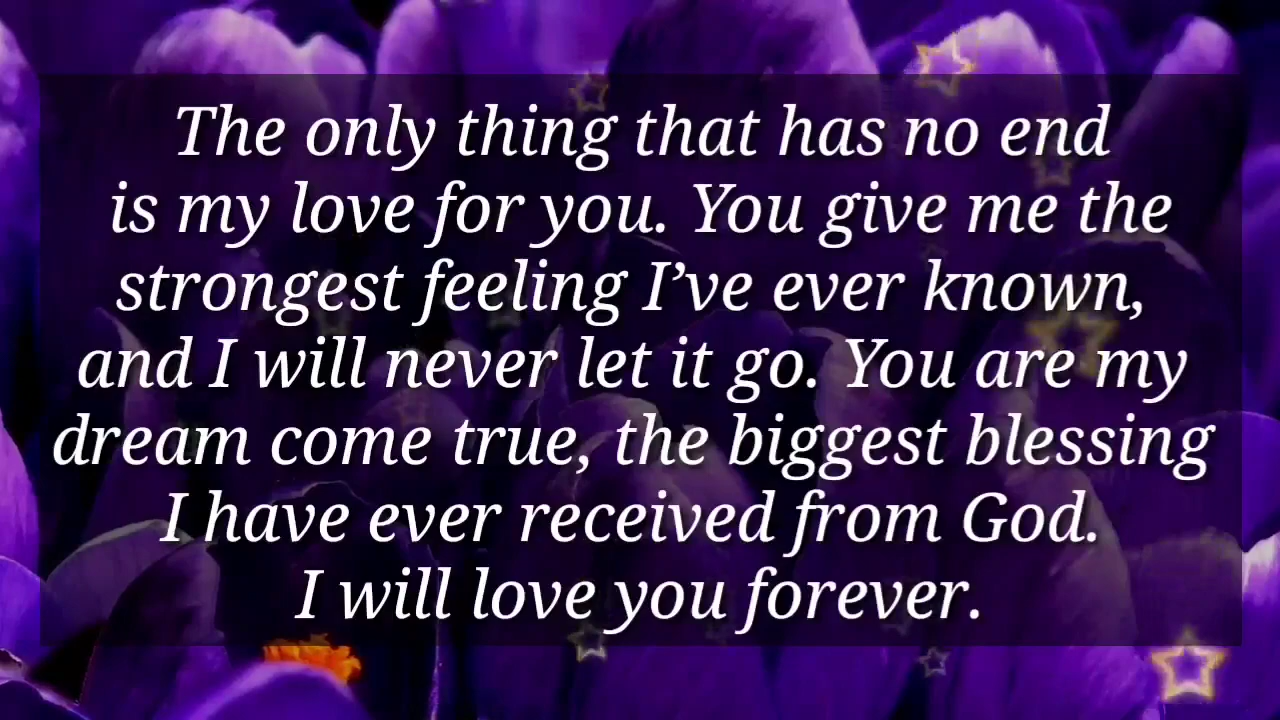 The only thing that has no end
is my love for you. You give me the
strongest feeling I’ve ever known,
and I will never let it go. You are my
dream come true, the biggest blessing
I have ever received from God.
I will love you forever.